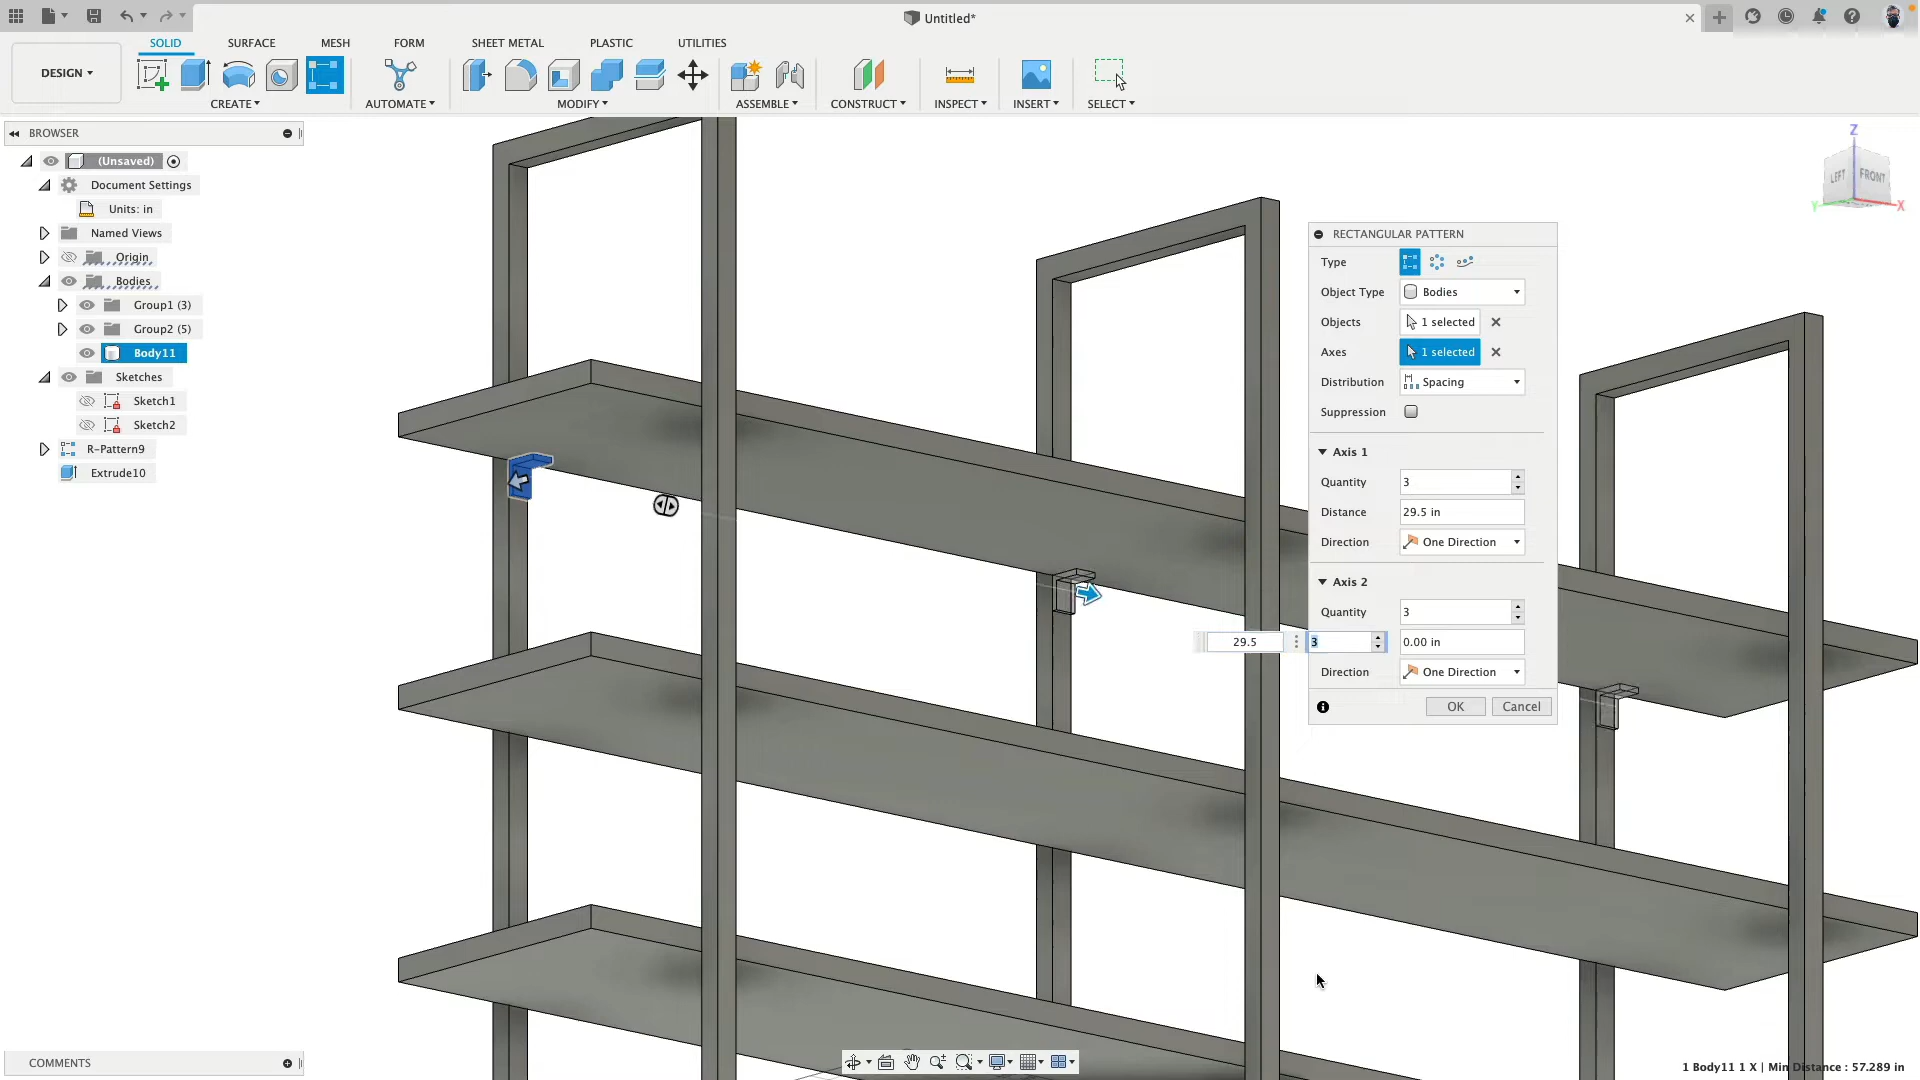 Untitled*
DESIGN
SOLID
SURFACE
MESH
FORM
SHEET METAL
PLASTIC
UTILITIES
CREATE
AUTOMATE
MODIFY
ASSEMBLE
CONSTRUCT
INSPECT
INSERT
SELECT
BROWSER
(Unsaved)
Document Settings
Units: in
Named Views
Origin
Bodies
Group1 (3)
Group2 (5)
Body11
Sketches
Sketch1
Sketch2
R-Pattern9
Extrude10
Z
LEFT
FRONT
Y
X
RECTANGULAR PATTERN
Type
Object Type Bodies
Objects 1 selected
Axes 1 selected
Distribution Spacing
Suppression
Axis 1
Quantity 3
Distance 29.5 in
Direction One Direction
Axis 2
Quantity 3
29.5 3 0.00 in
Direction One Direction
OK Cancel
COMMENTS
1 Body11 1 X | Min Distance : 57.289 in